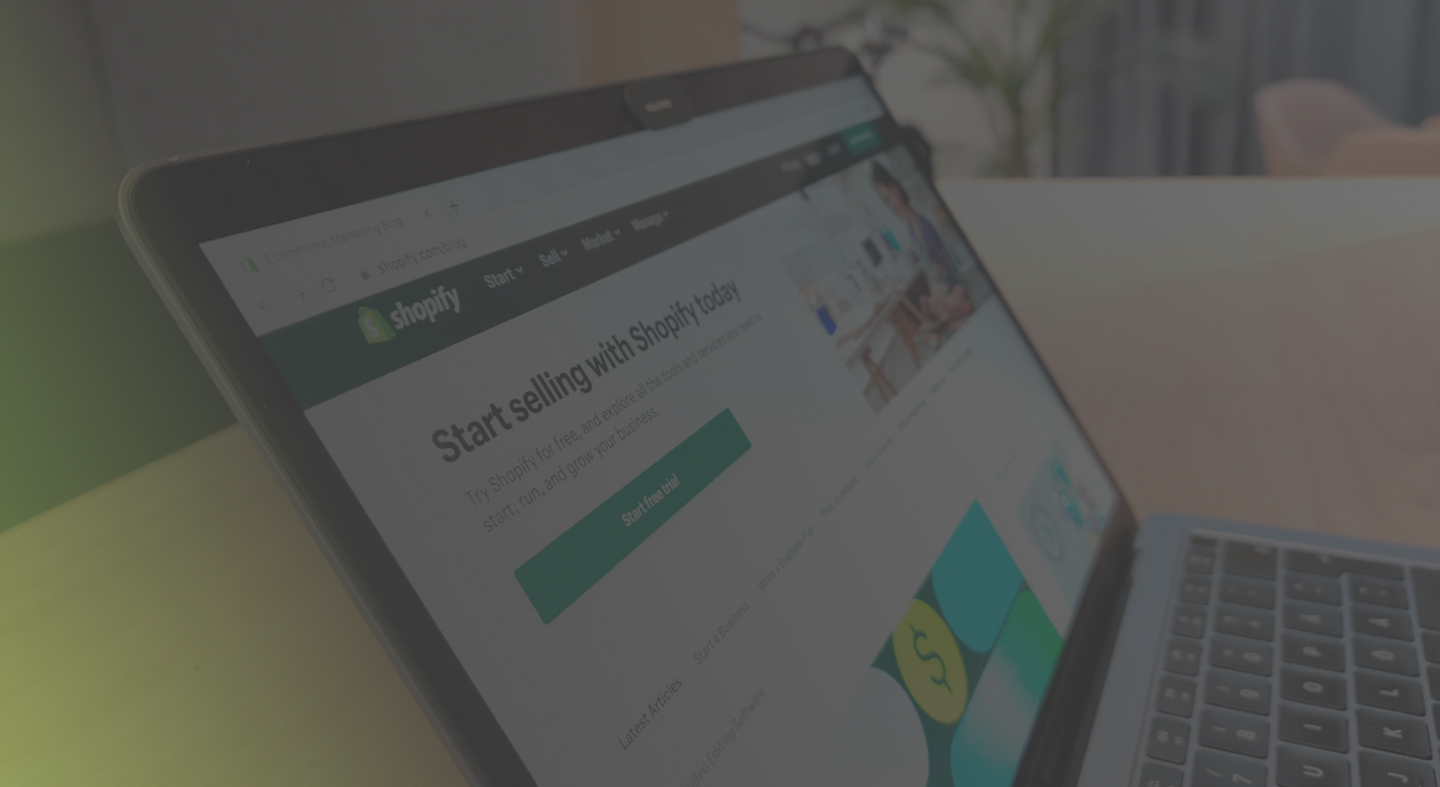 Ecommerce Marketing Blog
shopify.com/blog
shopify
Start
Sell
Market
Manage
Start selling with Shopify today
Try Shopify for free, and explore all the tools and services you need to
start, run, and grow your business.
Start free trial
Latest Articles
Start a Business
Write a Business Plan
Video Editing Software